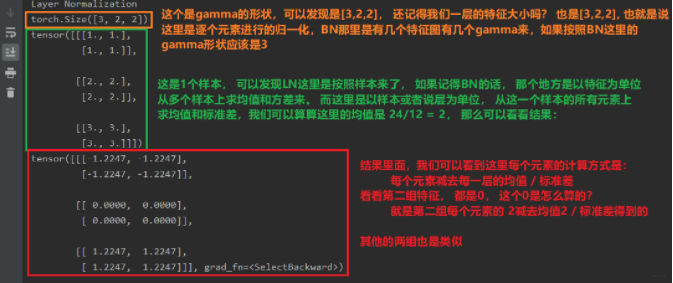 Layer Normalization
torch.Size([3, 2, 2])
这个是gamma的形状，可以发现是[3,2,2]， 还记得我们一层的特征大小吗？ 也是[3,2,2]，也就是说
这里是逐个元素进行的归一化，BN那里是有几个特征图有几个gamma来，如果按照BN这里的
gamma形状应该是3
tensor([[[1., 1.],
[1., 1.]],
[[2., 2.],
[2., 2.]],
[[3., 3.],
[3., 3.]]])
这是1个样本， 可以发现LN这里是按照样本来了， 如果记得BN的话， 那个地方是以特征为单位
从多个样本上求均值和方差来。 而这里是以样本或者说层为单位， 从这一个样本的所有元素上
求均值和标准差，我们可以算算这里的均值是 24/12 = 2， 那么可以看看结果：
tensor([[[-1.2247, -1.2247],
[-1.2247, -1.2247]],
[[ 0.0000, 0.0000],
[ 0.0000, 0.0000]],
[[ 1.2247, 1.2247],
[ 1.2247, 1.2247]]], grad_fn=<SelectBackward>)
结果里面，我们可以看到这里每个元素的计算方式是：
每个元素减去每一层的均值 / 标准差
看看第二组特征， 都是0， 这个0是怎么算的？
就是第二组每个元素的 2减去均值2 / 标准差得到的
其他的两组也是类似